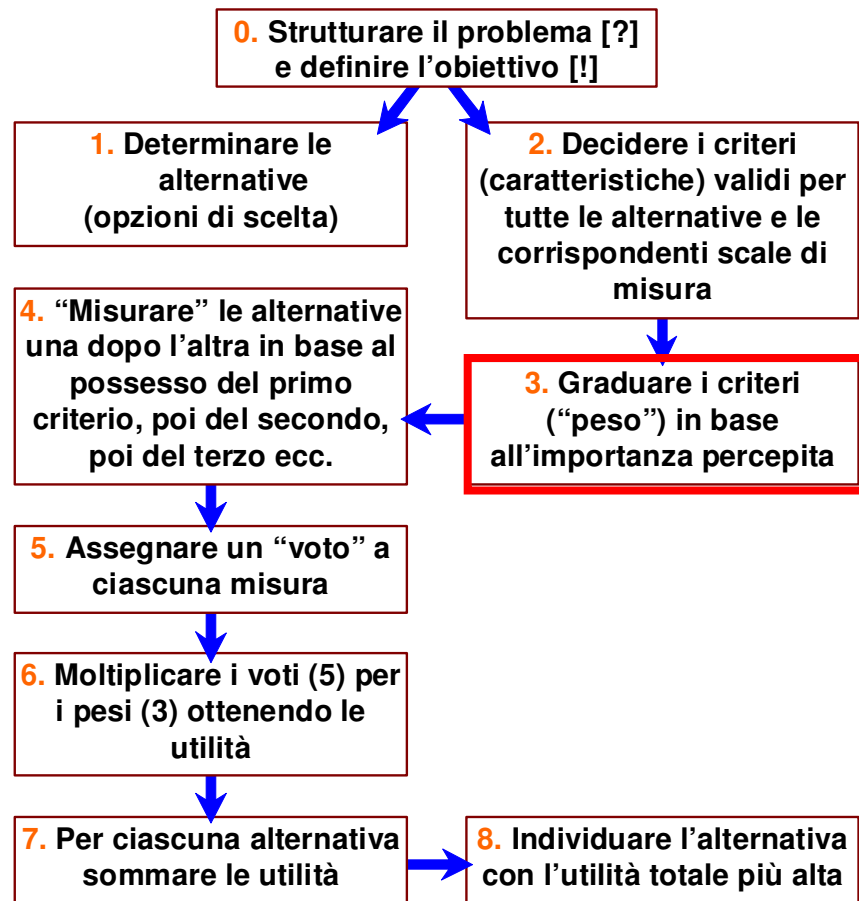 0. Strutturare il problema [?]
e definire l’obiettivo [!]
1. Determinare le
alternative
(opzioni di scelta)
2. Decidere i criteri
(caratteristiche) validi per
tutte le alternative e le
corrispondenti scale di
misura
3. Graduare i criteri
(“peso”) in base
all’importanza percepita
4. “Misurare” le alternative
una dopo l’altra in base al
possesso del primo
criterio, poi del secondo,
poi del terzo ecc.
5. Assegnare un “voto” a
ciascuna misura
6. Moltiplicare i voti (5) per
i pesi (3) ottenendo le
utilità
7. Per ciascuna alternativa
sommare le utilità
8. Individuare l’alternativa
con l’utilità totale più alta